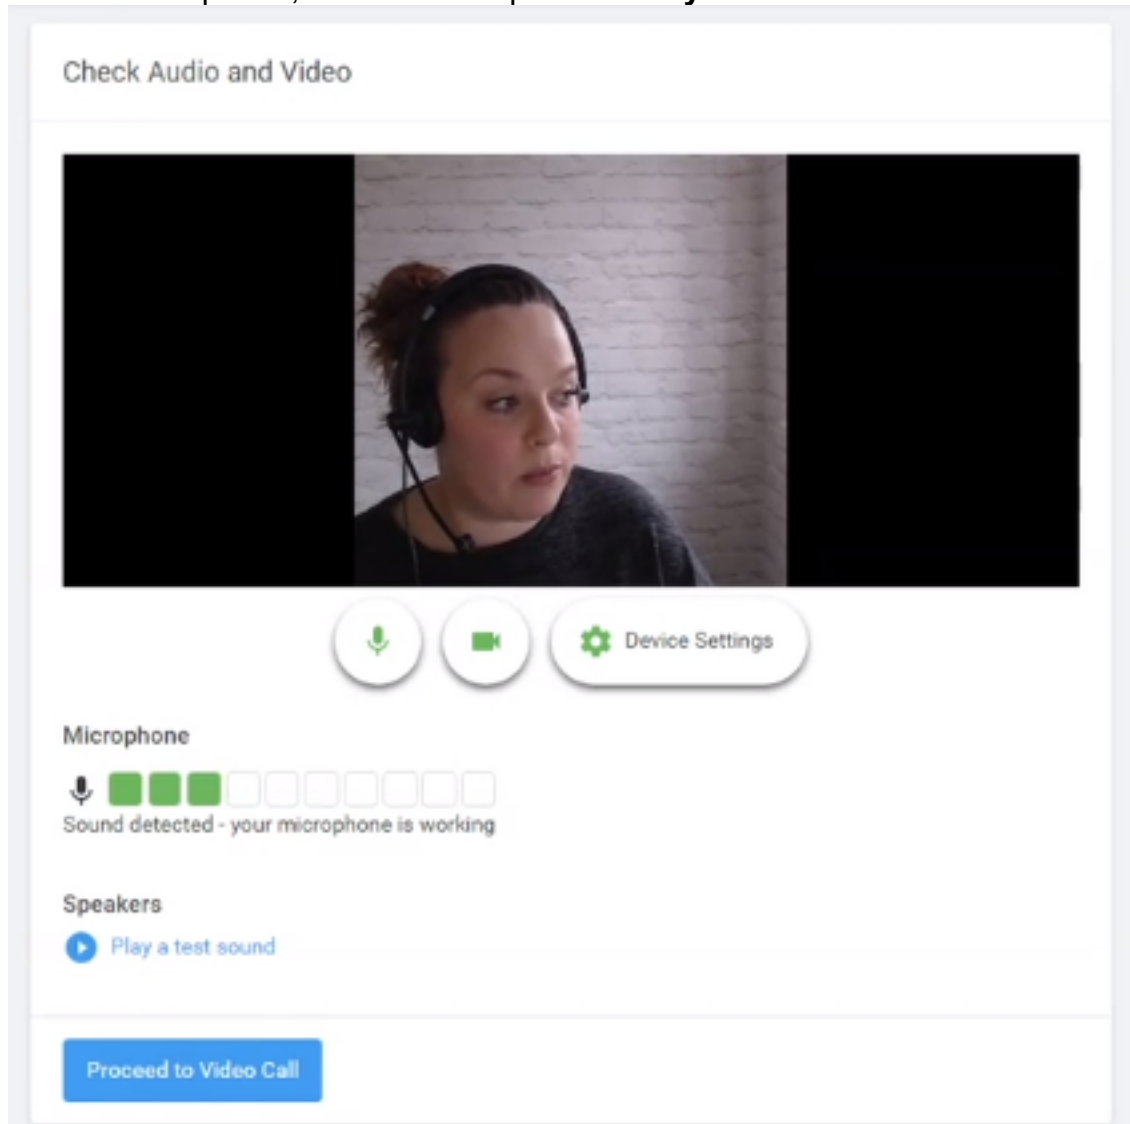 Check Audio and Video
Device Settings
Microphone
Sound detected - your microphone is working
Speakers
Play a test sound
Proceed to Video Call